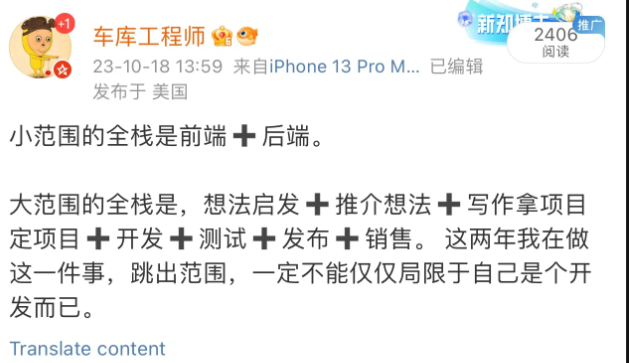 +1
车库工程师
新知博主
推广
2406
阅读
23-10-18 13:59 来自iPhone 13 Pro M... 已编辑
发布于 美国
小范围的全栈是前端➕后端。
大范围的全栈是，想法启发➕推介想法➕写作拿项目
定项目➕开发➕测试➕发布➕销售。 这两年我在做
这一件事，跳出范围，一定不能仅仅局限于自己是个开
发而已。
Translate content